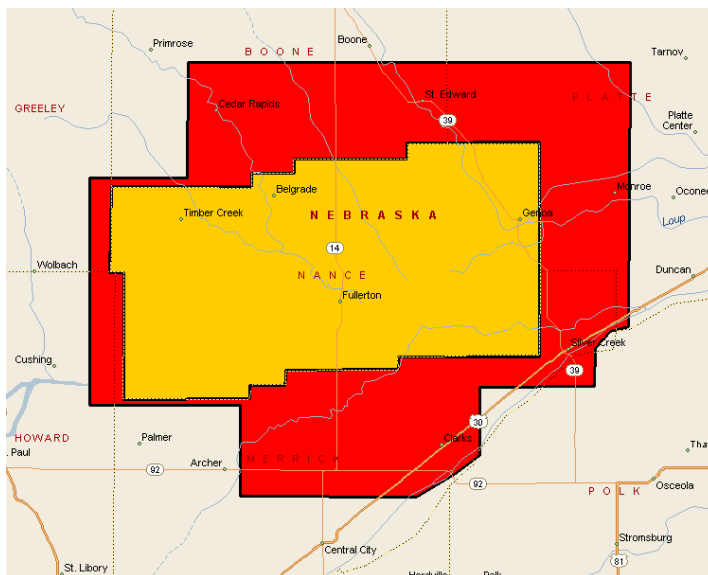 Primrose
BOONE
Boone
Tarnov
GREELEY
Cedar Rapids
St. Edward
PLATTE
39
Platte
Center
Belgrade
Monroe
Oconee
Timber Creek
NEBRASKA
Genoa
Loup
14
Wolbach
NANCE
Duncan
Fullerton
Silver Creek
Cushing
39
30
HOWARD
Palmer
Clarks
. Paul
Archer
MERRICK
92
92
Osceola
POLK
Stromsburg
Central City
81
St. Libory